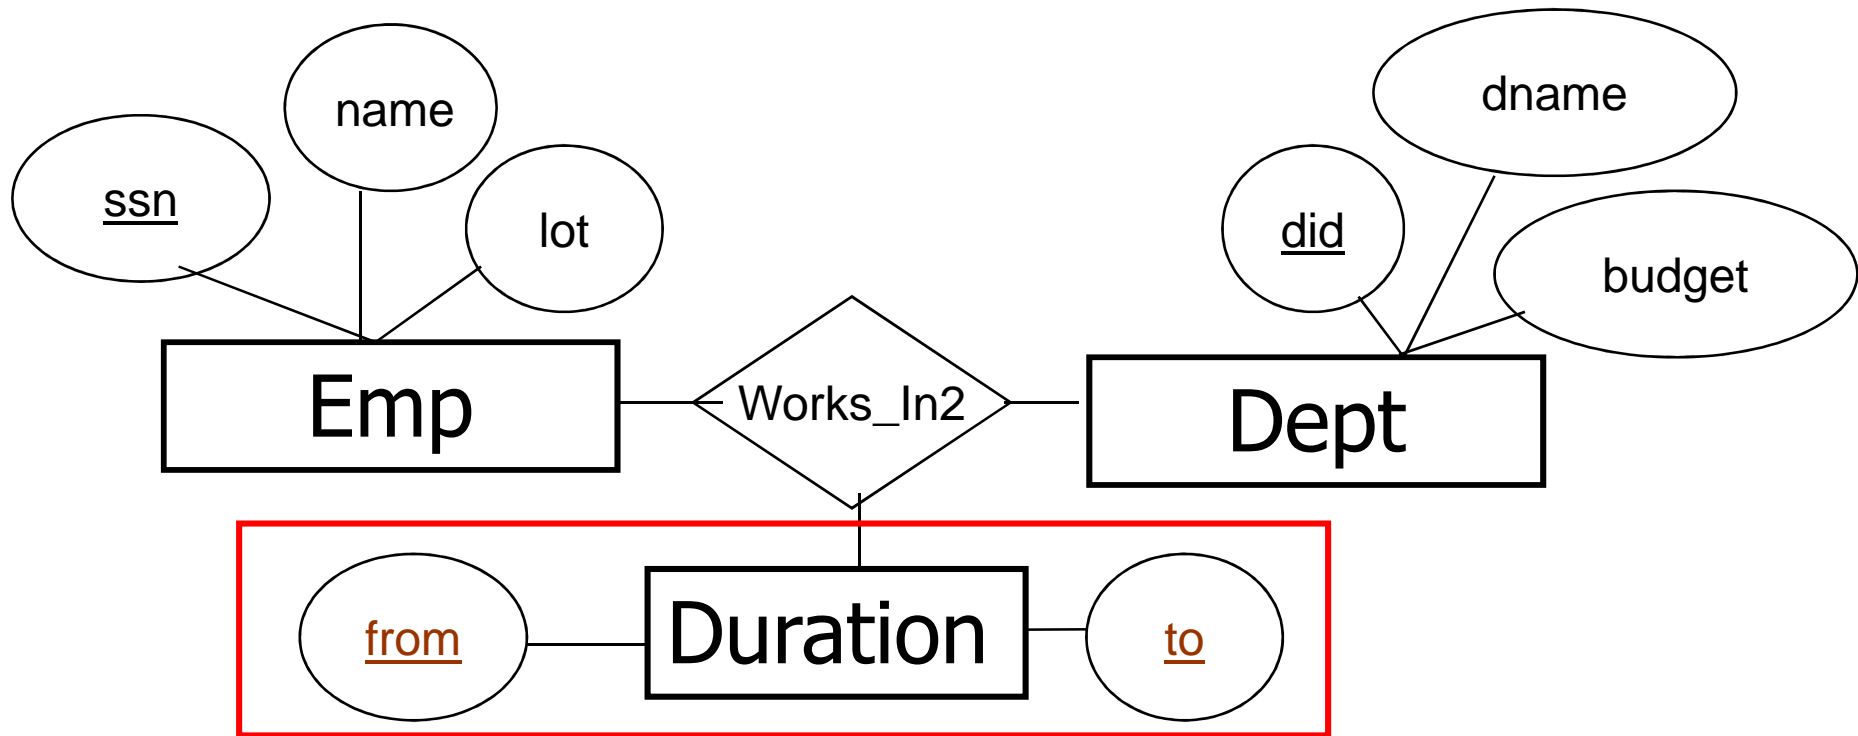 name
dname
ssn
lot
did
budget
Emp
Works_In2
Dept
from
Duration
to